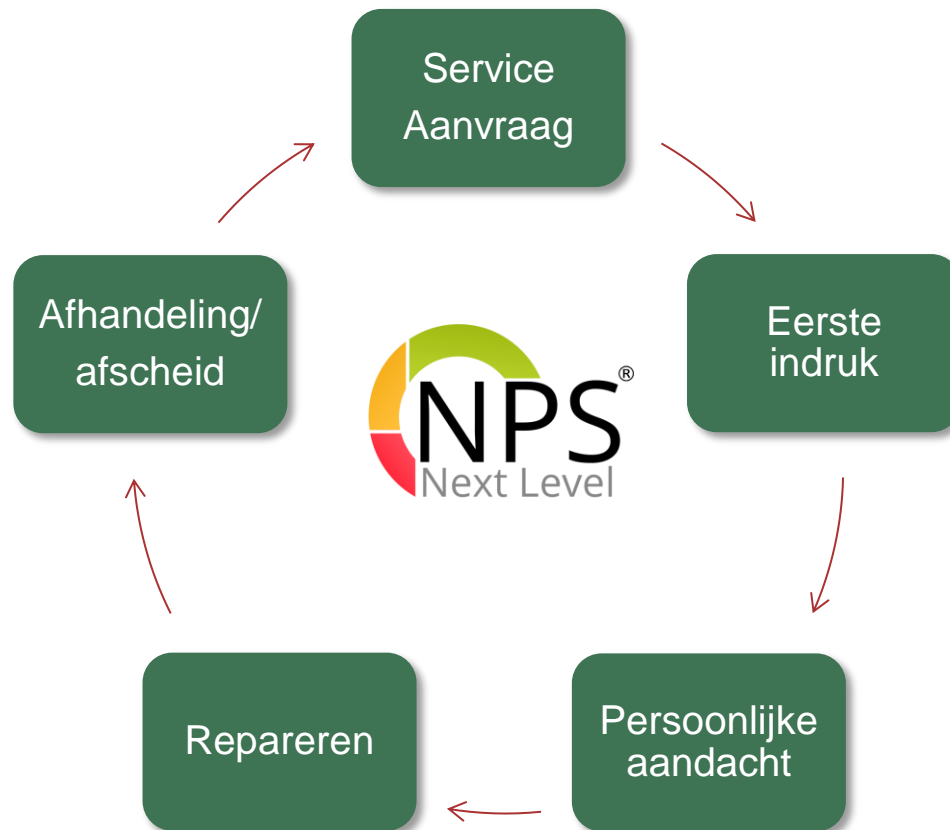 Service
Aanvraag
Eerste
indruk
Persoonlijke
aandacht
Repareren
Afhandeling/
afscheid
NPS®
Next Level